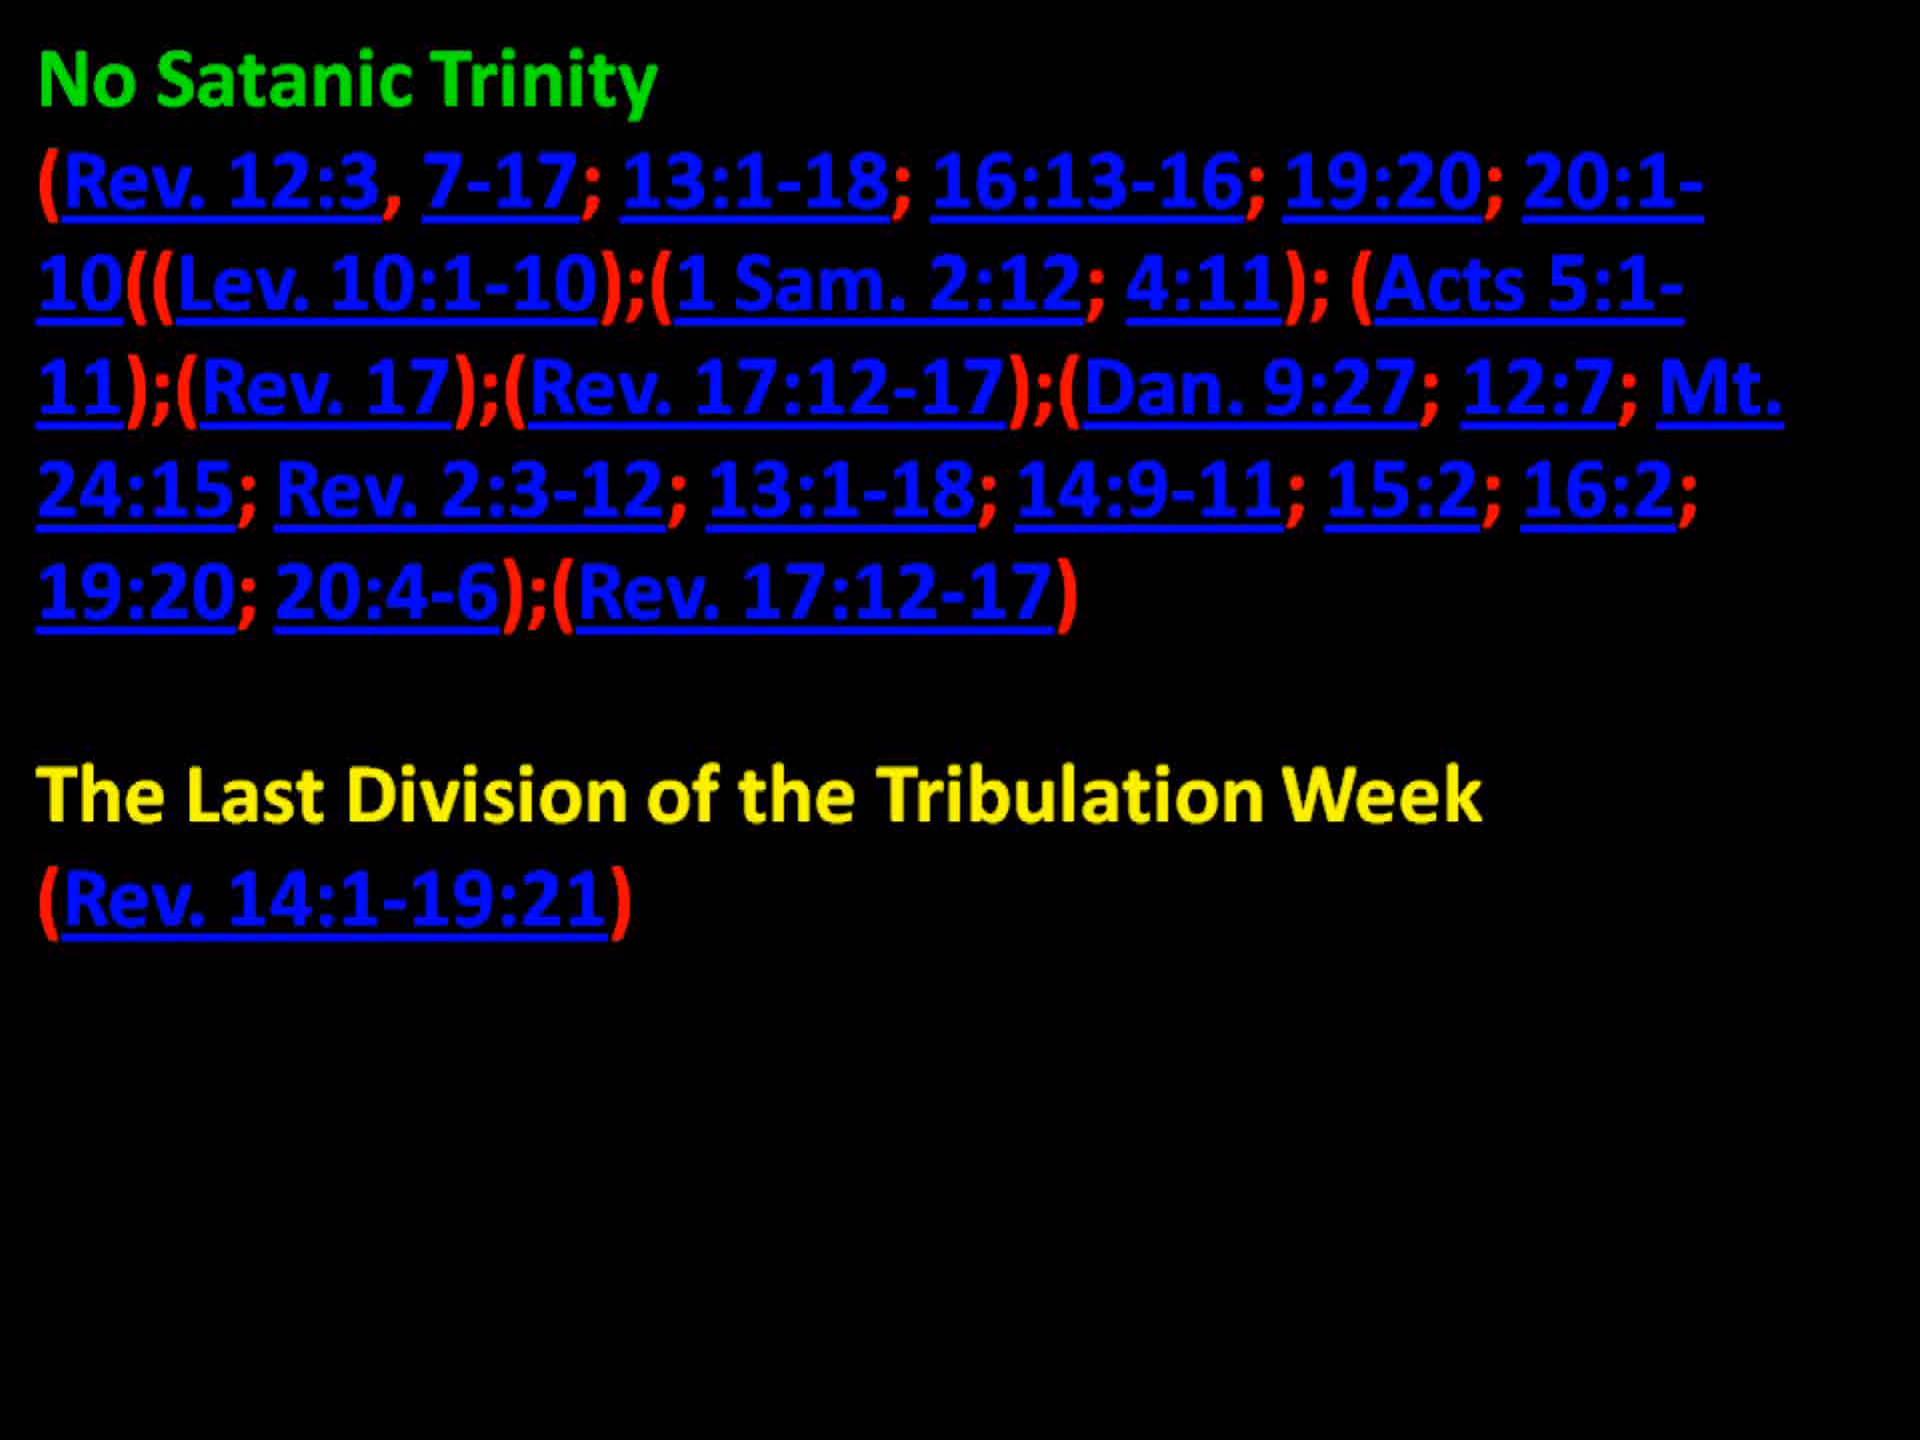 No Satanic Trinity
(Rev. 12:3, 7-17; 13:1-18; 16:13-16; 19:20; 20:1-
10((Lev. 10:1-10);(1 Sam. 2:12; 4:11); (Acts 5:1-
11);(Rev. 17);(Rev. 17:12-17);(Dan. 9:27; 12:7; Mt.
24:15; Rev. 2:3-12; 13:1-18; 14:9-11; 15:2; 16:2;
19:20; 20:4-6);(Rev. 17:12-17)
The Last Division of the Tribulation Week
(Rev. 14:1-19:21)